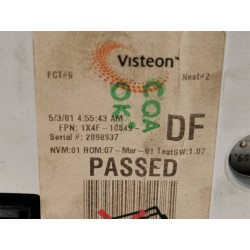 Visteon
FCT#6 Nest#2
5/3/01 4:55:43 AM
FPN: 1X4F-10849-
Serial #: 2098537
DF
CQA
OK
NVM:01 ROM:07-Mar-01 TestSW:1.07
PASSED